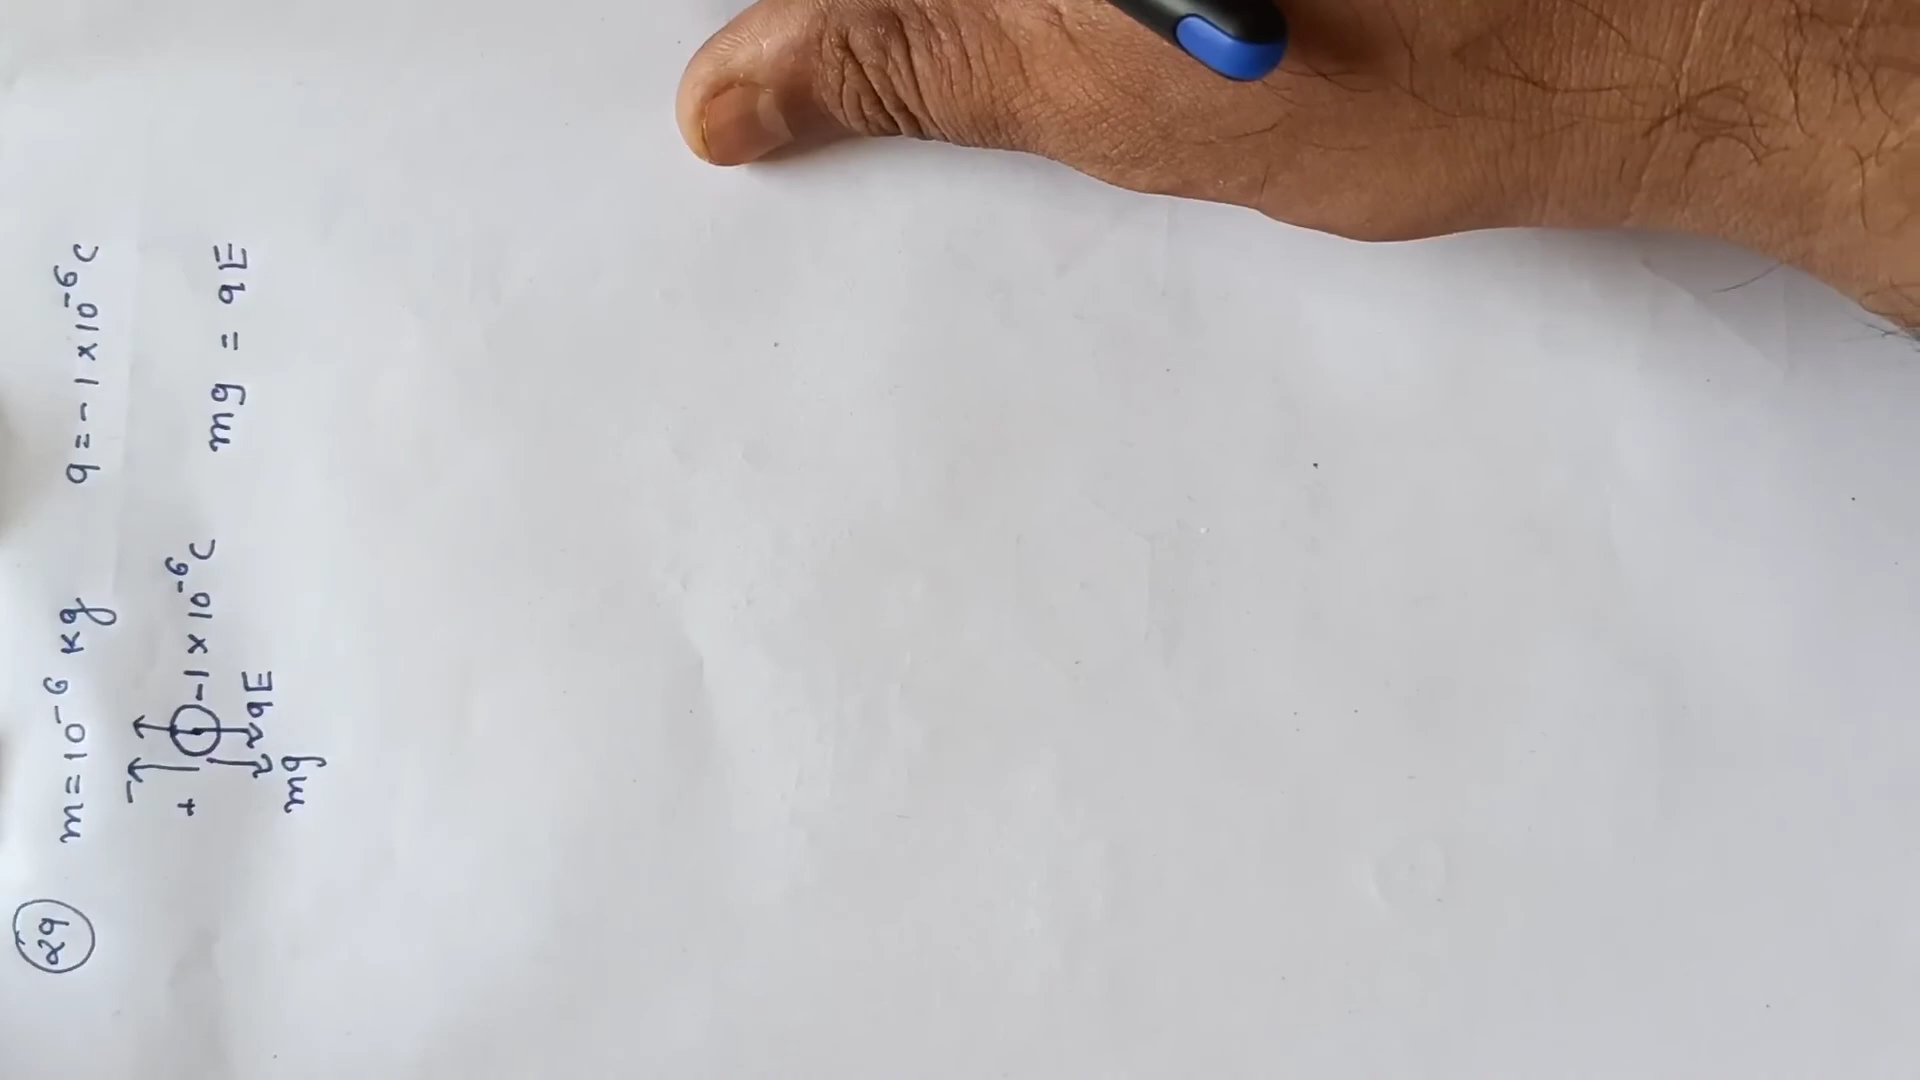 29 m = 10⁻⁶ kg q = - 1 × 10⁻⁶ C
-
+ -1 × 10⁻⁶ C mg = qE
qE
mg